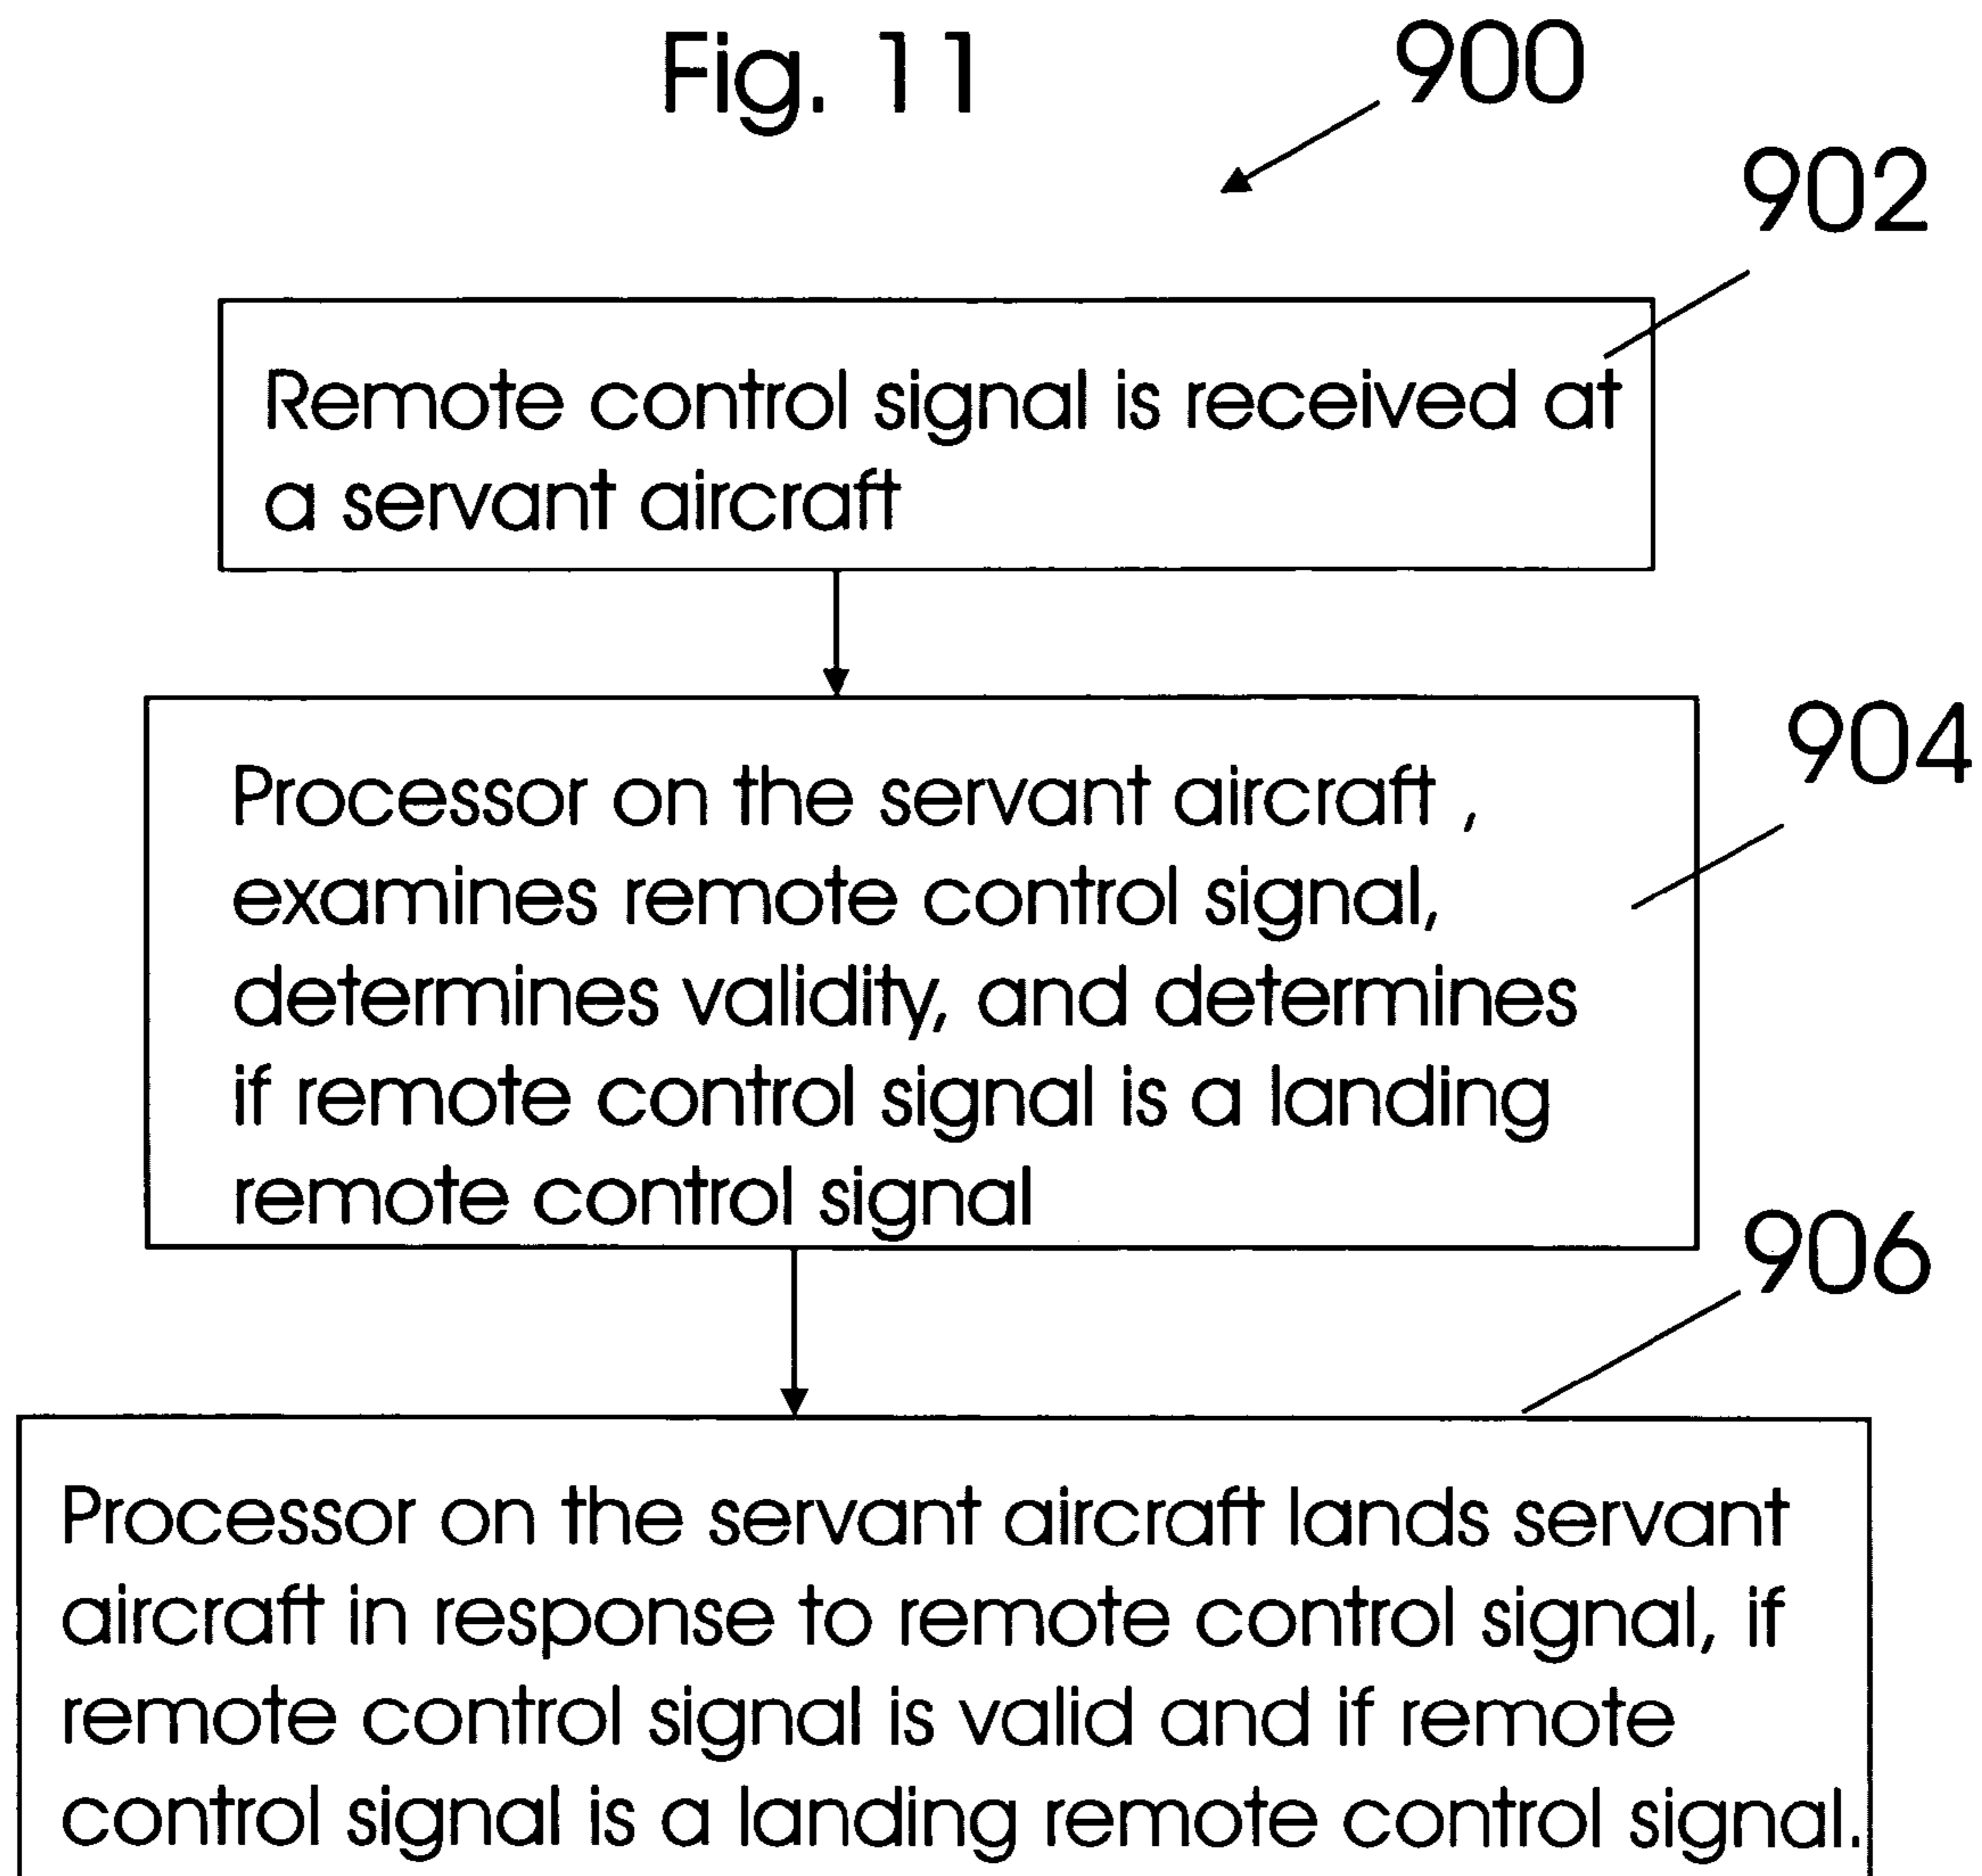 Fig. 11
900
902
Remote control signal is received at
a servant aircraft
904
Processor on the servant aircraft ,
examines remote control signal,
determines validity, and determines
if remote control signal is a landing
remote control signal
906
Processor on the servant aircraft lands servant
aircraft in response to remote control signal, if
remote control signal is valid and if remote
control signal is a landing remote control signal.